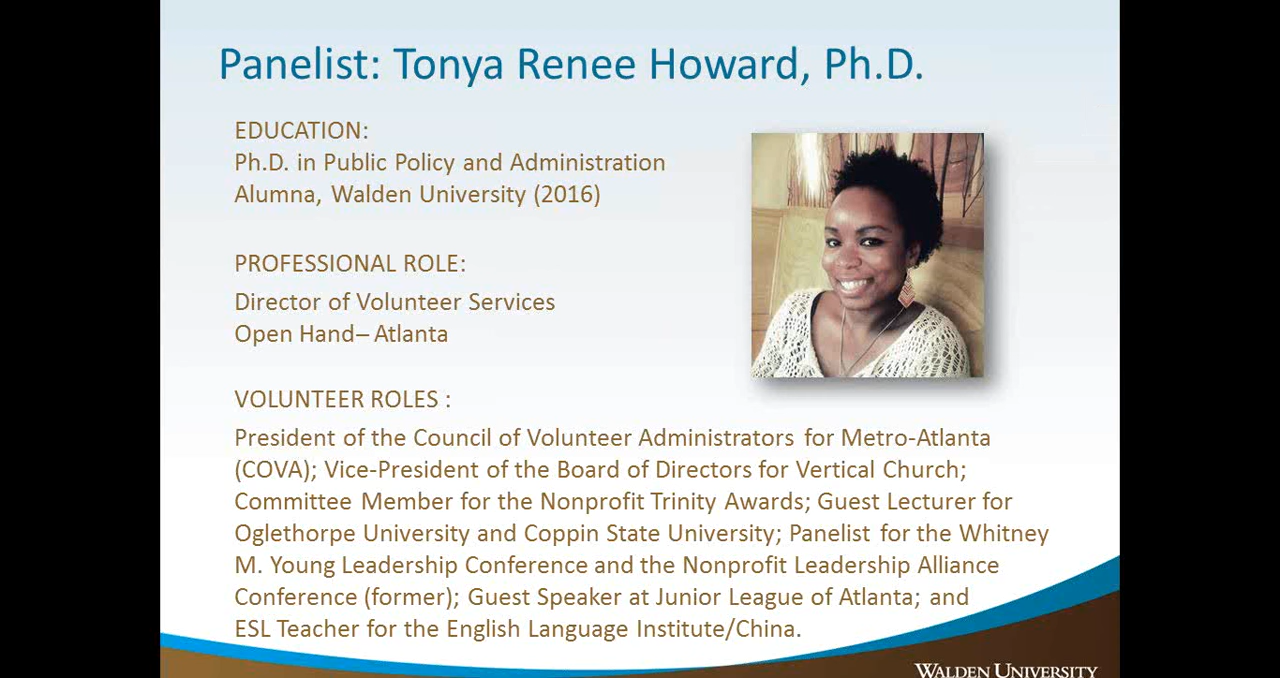 Panelist: Tonya Renee Howard, Ph.D.
EDUCATION:
Ph.D. in Public Policy and Administration
Alumna, Walden University (2016)
PROFESSIONAL ROLE:
Director of Volunteer Services
Open Hand– Atlanta
VOLUNTEER ROLES :
President of the Council of Volunteer Administrators for Metro-Atlanta
(COVA); Vice-President of the Board of Directors for Vertical Church;
Committee Member for the Nonprofit Trinity Awards; Guest Lecturer for
Oglethorpe University and Coppin State University; Panelist for the Whitney
M. Young Leadership Conference and the Nonprofit Leadership Alliance
Conference (former); Guest Speaker at Junior League of Atlanta; and
ESL Teacher for the English Language Institute/China.
WALDEN UNIVERSITY